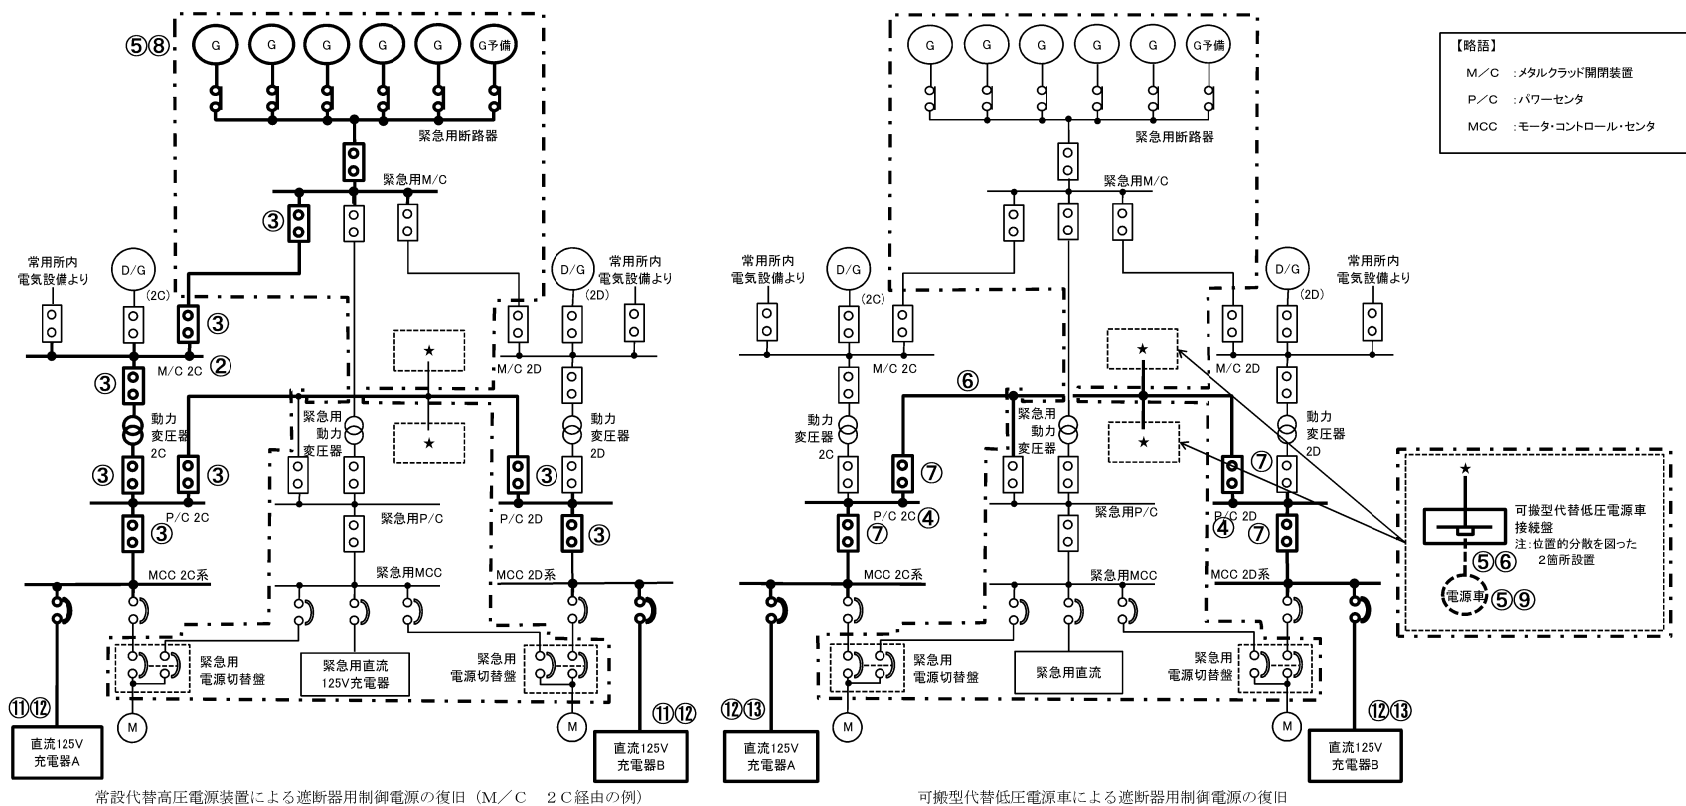 ⑤⑧
G
G
G
G
G
G予備
緊急用断路器
緊急用M/C
③
常用所内
電気設備より
D/G
(2C)
③
M/C 2C
②
③
動力
変圧器
2C
③
③
P/C 2C
③
MCC 2C系
緊急用
電源切替盤
⑪⑫
M
直流125V
充電器A
★
★
緊急用
動力
変圧器
緊急用P/C
緊急用MCC
緊急用直流
125V充電器
D/G
(2D)
常用所内
電気設備より
M/C 2D
動力
変圧器
2D
③
P/C 2D
③
MCC 2D系
緊急用
電源切替盤
M
⑪⑫
直流125V
充電器B
常設代替高圧電源装置による遮断器用制御電源の復旧（M／C　２C経由の例）
G
G
G
G
G
G予備
緊急用断路器
緊急用M/C
常用所内
電気設備より
D/G
(2C)
M/C 2C
⑥
動力
変圧器
2C
⑦
P/C 2C
④
⑦
MCC 2C系
緊急用
電源切替盤
⑫⑬
M
直流125V
充電器A
★
★
緊急用
動力
変圧器
緊急用P/C
緊急用MCC
緊急用直流
D/G
(2D)
常用所内
電気設備より
M/C 2D
動力
変圧器
2D
⑦
P/C 2D
④
⑦
MCC 2D系
緊急用
電源切替盤
M
⑫⑬
直流125V
充電器B
可搬型代替低圧電源車による遮断器用制御電源の復旧
【略語】
M／C ：メタルクラッド開閉装置
P／C ：パワーセンタ
MCC ：モータ・コントロール・センタ
★
可搬型代替低圧電源車
接続盤
注：位置的分散を図った
2箇所設置
⑤⑥
電源車
⑤⑨